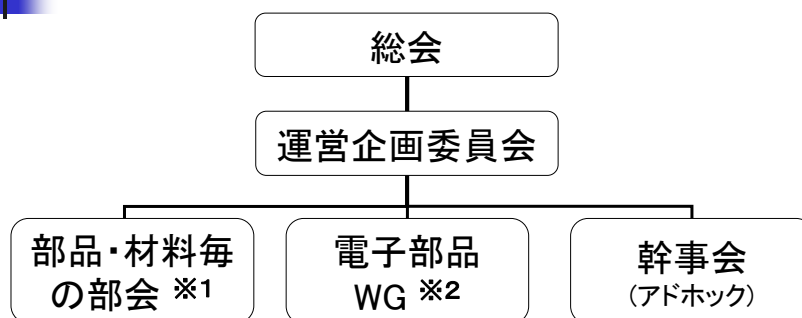 総会
運営企画委員会
部品・材料毎
の部会 ※1
電子部品
WG ※2
幹事会
(アドホック)